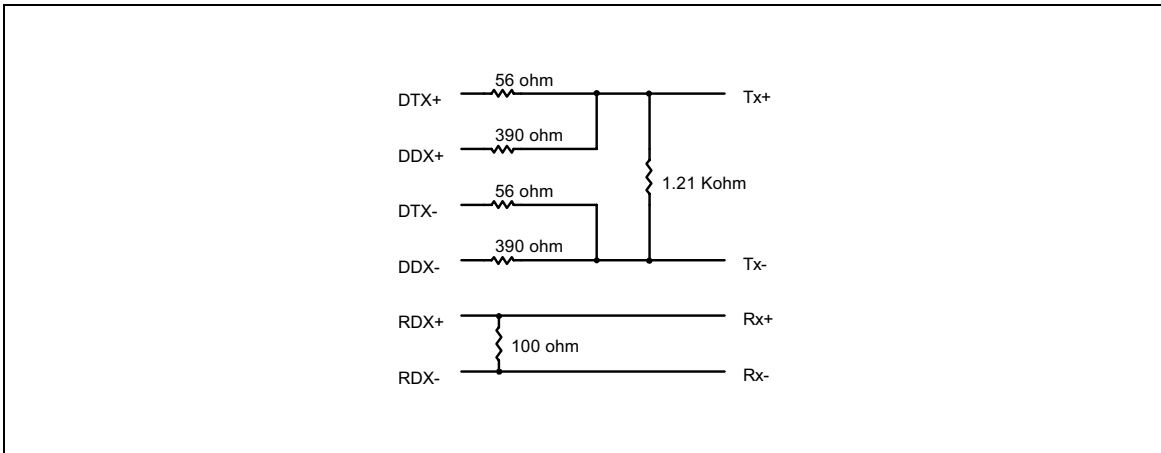 56 ohm
DTX+ Tx+
390 ohm
DDX+
1.21 Kohm
56 ohm
DTX-
390 ohm
DDX- Tx-
RDX+ Rx+
100 ohm
RDX- Rx-